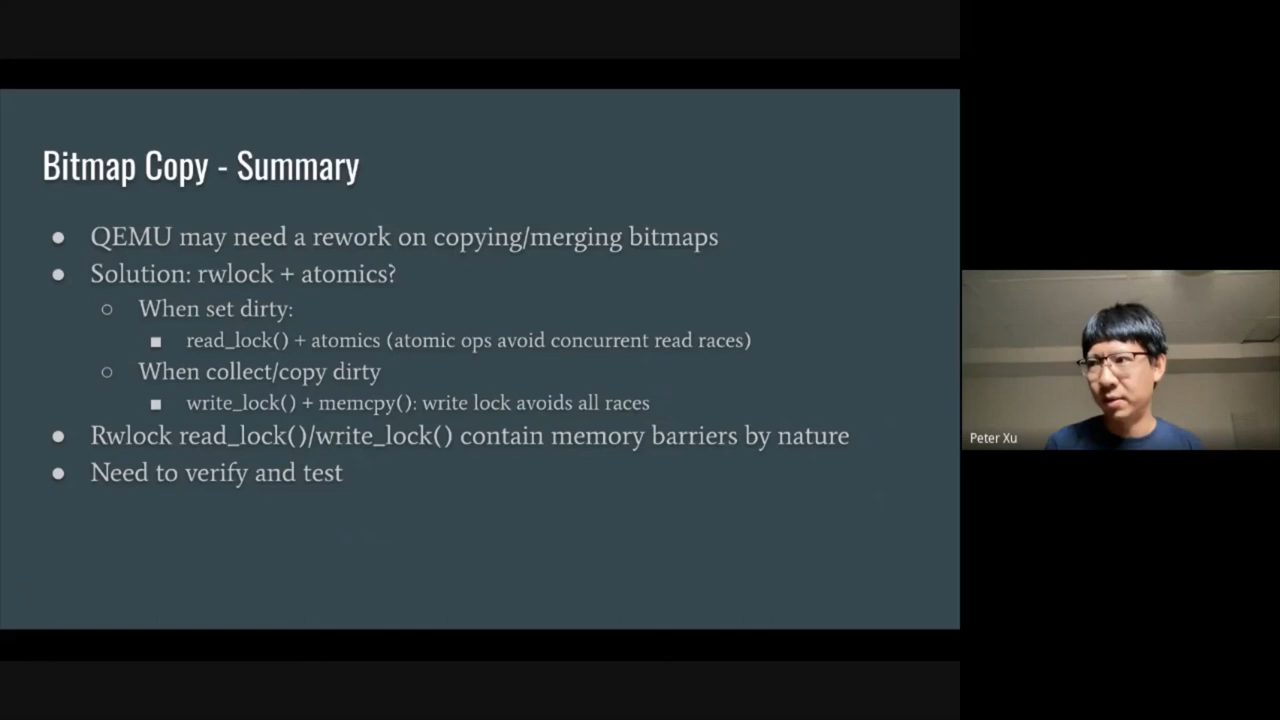 Bitmap Copy - Summary
● QEMU may need a rework on copying/merging bitmaps
● Solution: rwlock + atomics?
○ When set dirty:
■ read_lock() + atomics (atomic ops avoid concurrent read races)
○ When collect/copy dirty
■ write_lock() + memcpy(): write lock avoids all races
● Rwlock read_lock()/write_lock() contain memory barriers by nature
● Need to verify and test
Peter Xu